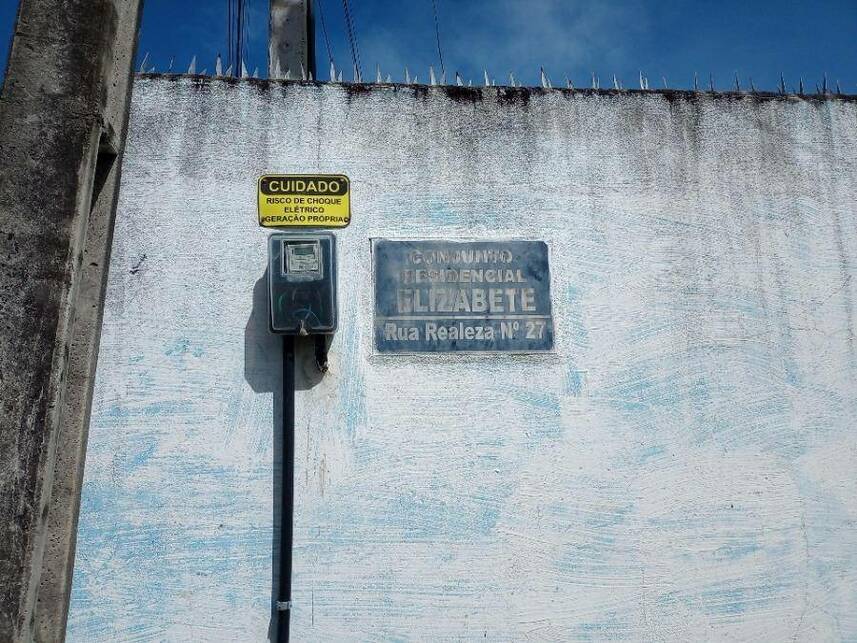 CUIDADO
RISCO DE CHOQUE
ELÉTRICO
GERAÇÃO PRÓPRIA
CONJUNTO
RESIDENCIAL
ELIZABETE
Rua Realeza Nº 27